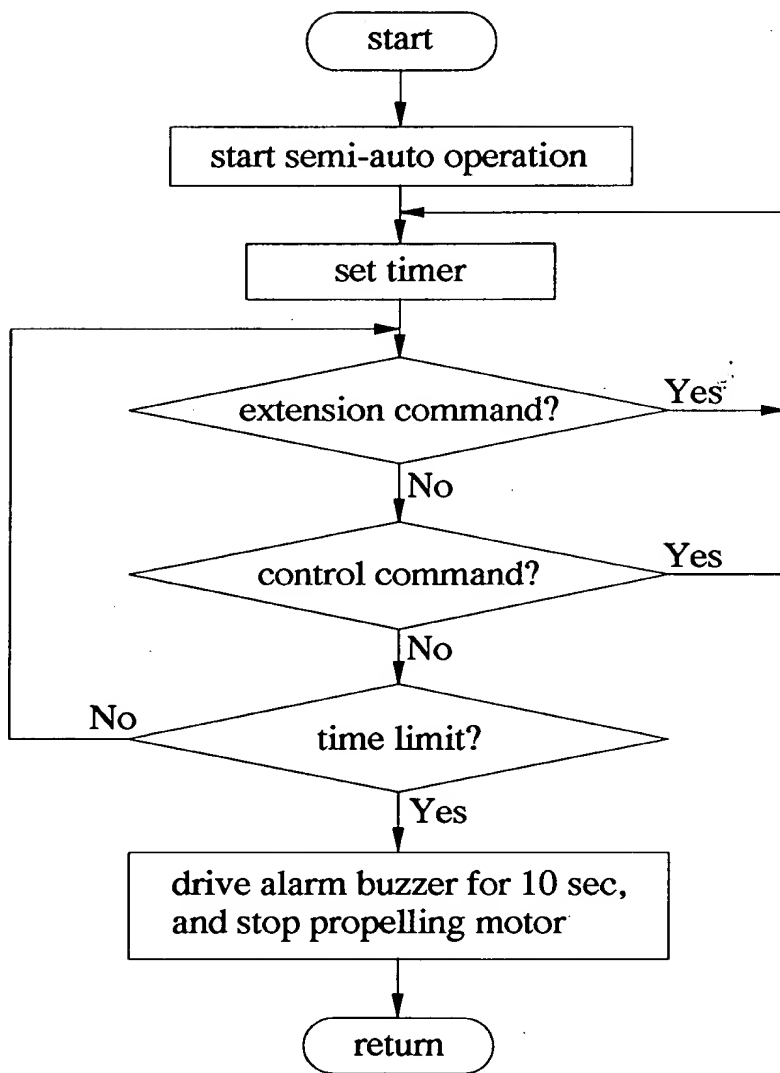 start
start semi-auto operation
set timer
extension command?
Yes
No
control command?
Yes
No
time limit?
No
Yes
drive alarm buzzer for 10 sec,
and stop propelling motor
return